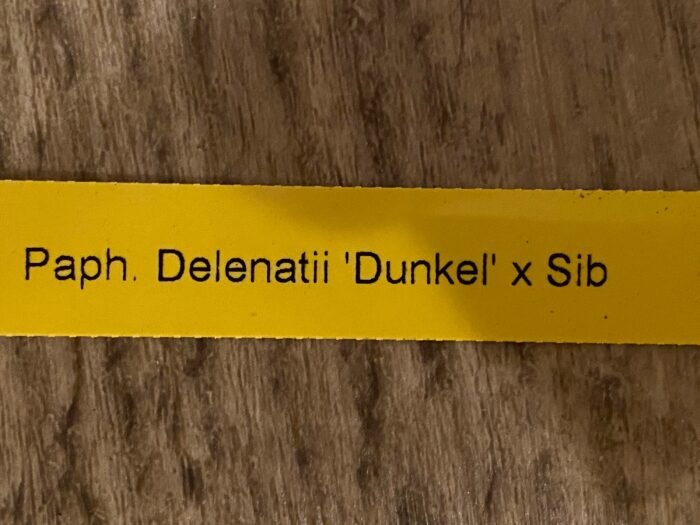 Paph. Delenatii 'Dunkel' x Sib